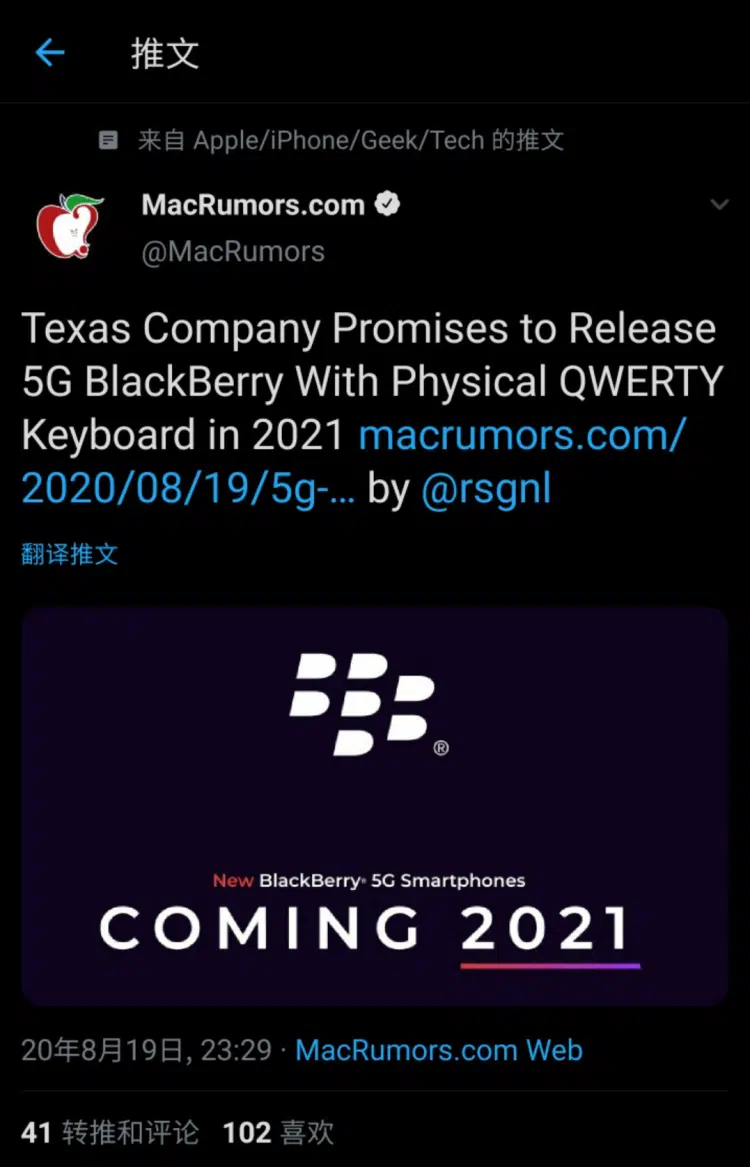 推文
来自 Apple/iPhone/Geek/Tech 的推文
MacRumors.com
@MacRumors
Texas Company Promises to Release
5G BlackBerry With Physical QWERTY
Keyboard in 2021 macrumors.com/
2020/08/19/5g-… by @rsgnl
翻译推文
®
New BlackBerry® 5G Smartphones
COMING 2021
20年8月19日, 23:29 · MacRumors.com Web
41 转推和评论 102 喜欢